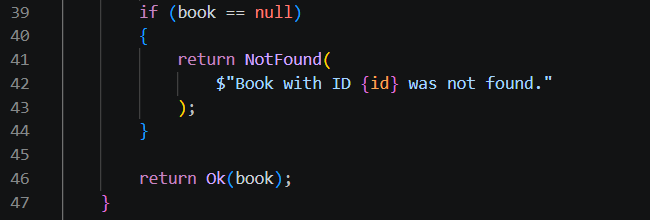 39 if (book == null)
40 {
41 return NotFound(
42 $"Book with ID {id} was not found."
43 );
44 }
45
46 return Ok(book);
47 }